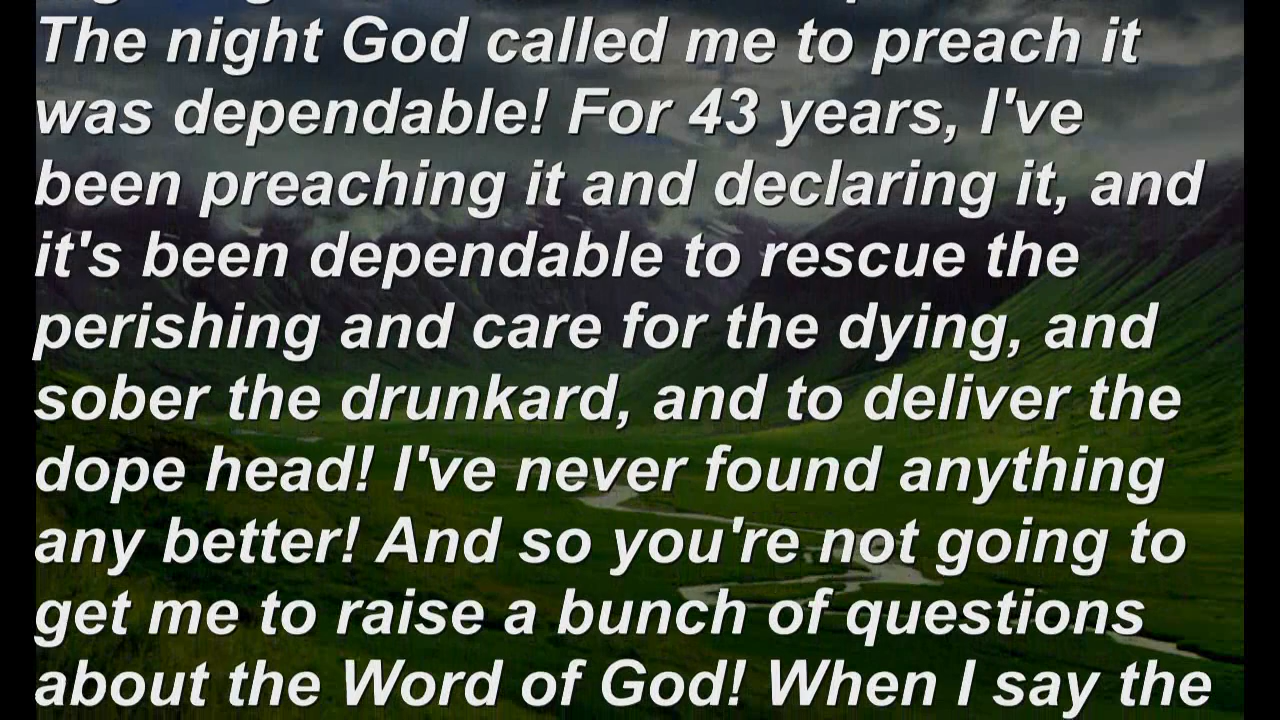 The night God called me to preach it
was dependable! For 43 years, I've
been preaching it and declaring it, and
it's been dependable to rescue the
perishing and care for the dying, and
sober the drunkard, and to deliver the
dope head! I've never found anything
any better! And so you're not going to
get me to raise a bunch of questions
about the Word of God! When I say the